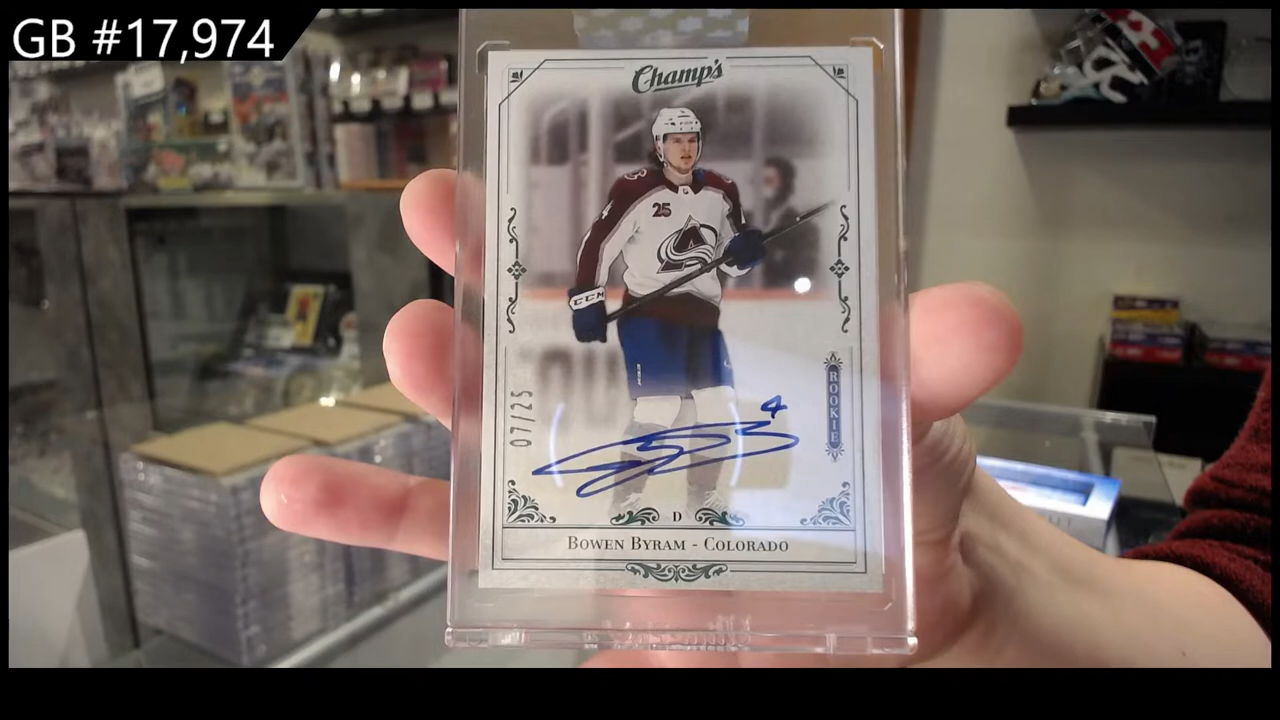 GB #17,974
Champ's
25
CCM
4
ROOKIE
07/25
D
BOWEN BYRAM - COLORADO